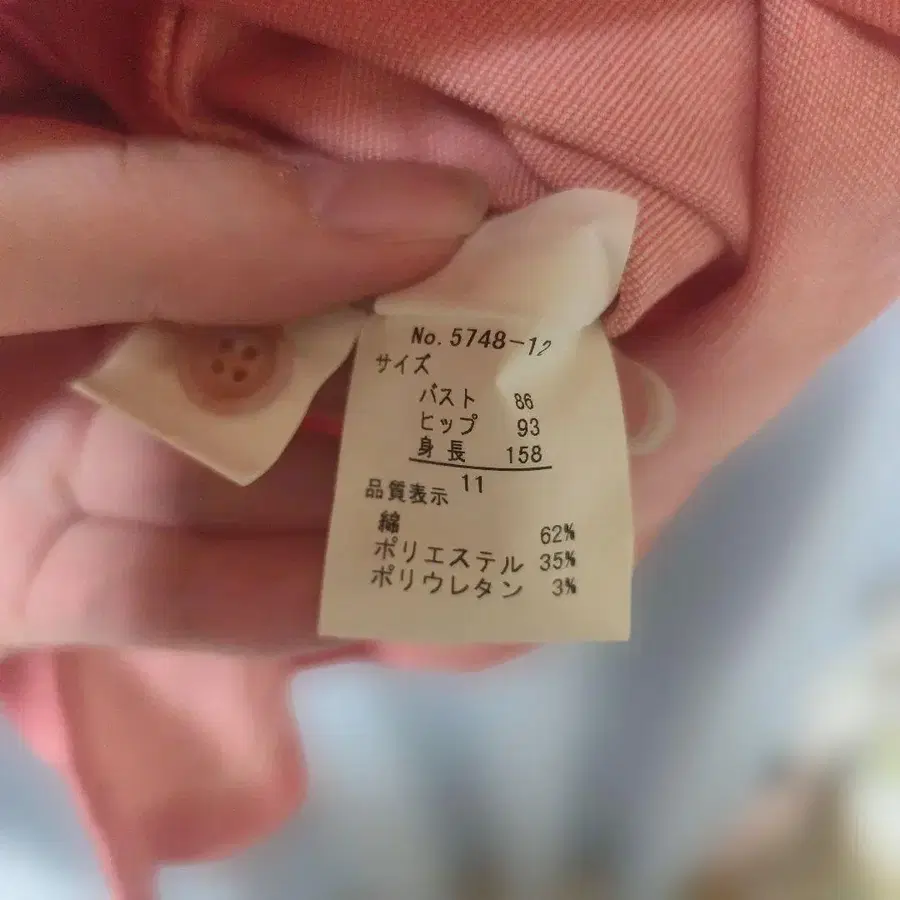 No. 5748-12
サイズ
バスト 86
ヒップ 93
身長 158
11
品質表示
綿 62%
ポリエステル 35%
ポリウレタン 3%